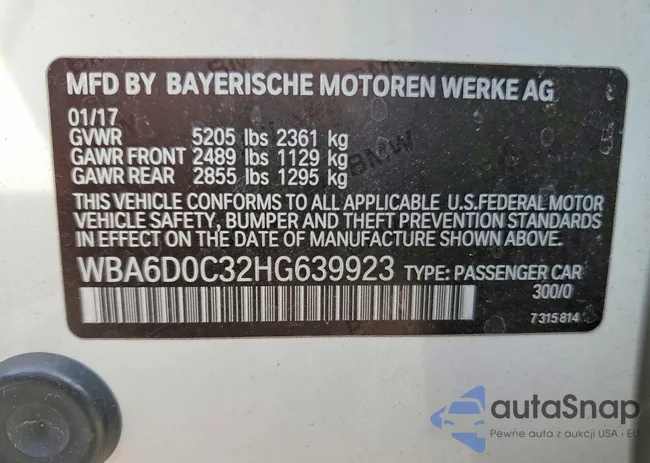 MFD BY BAYERISCHE MOTOREN WERKE AG
01/17
GVWR 5205 lbs 2361 kg
GAWR FRONT 2489 lbs 1129 kg
GAWR REAR 2855 lbs 1295 kg
THIS VEHICLE CONFORMS TO ALL APPLICABLE U.S.FEDERAL MOTOR
VEHICLE SAFETY, BUMPER AND THEFT PREVENTION STANDARDS
IN EFFECT ON THE DATE OF MANUFACTURE SHOWN ABOVE.
WBA6D0C32HG639923 TYPE: PASSENGER CAR
300/0
7315814
autoSnap
Pewne auta z aukcji USA i EU